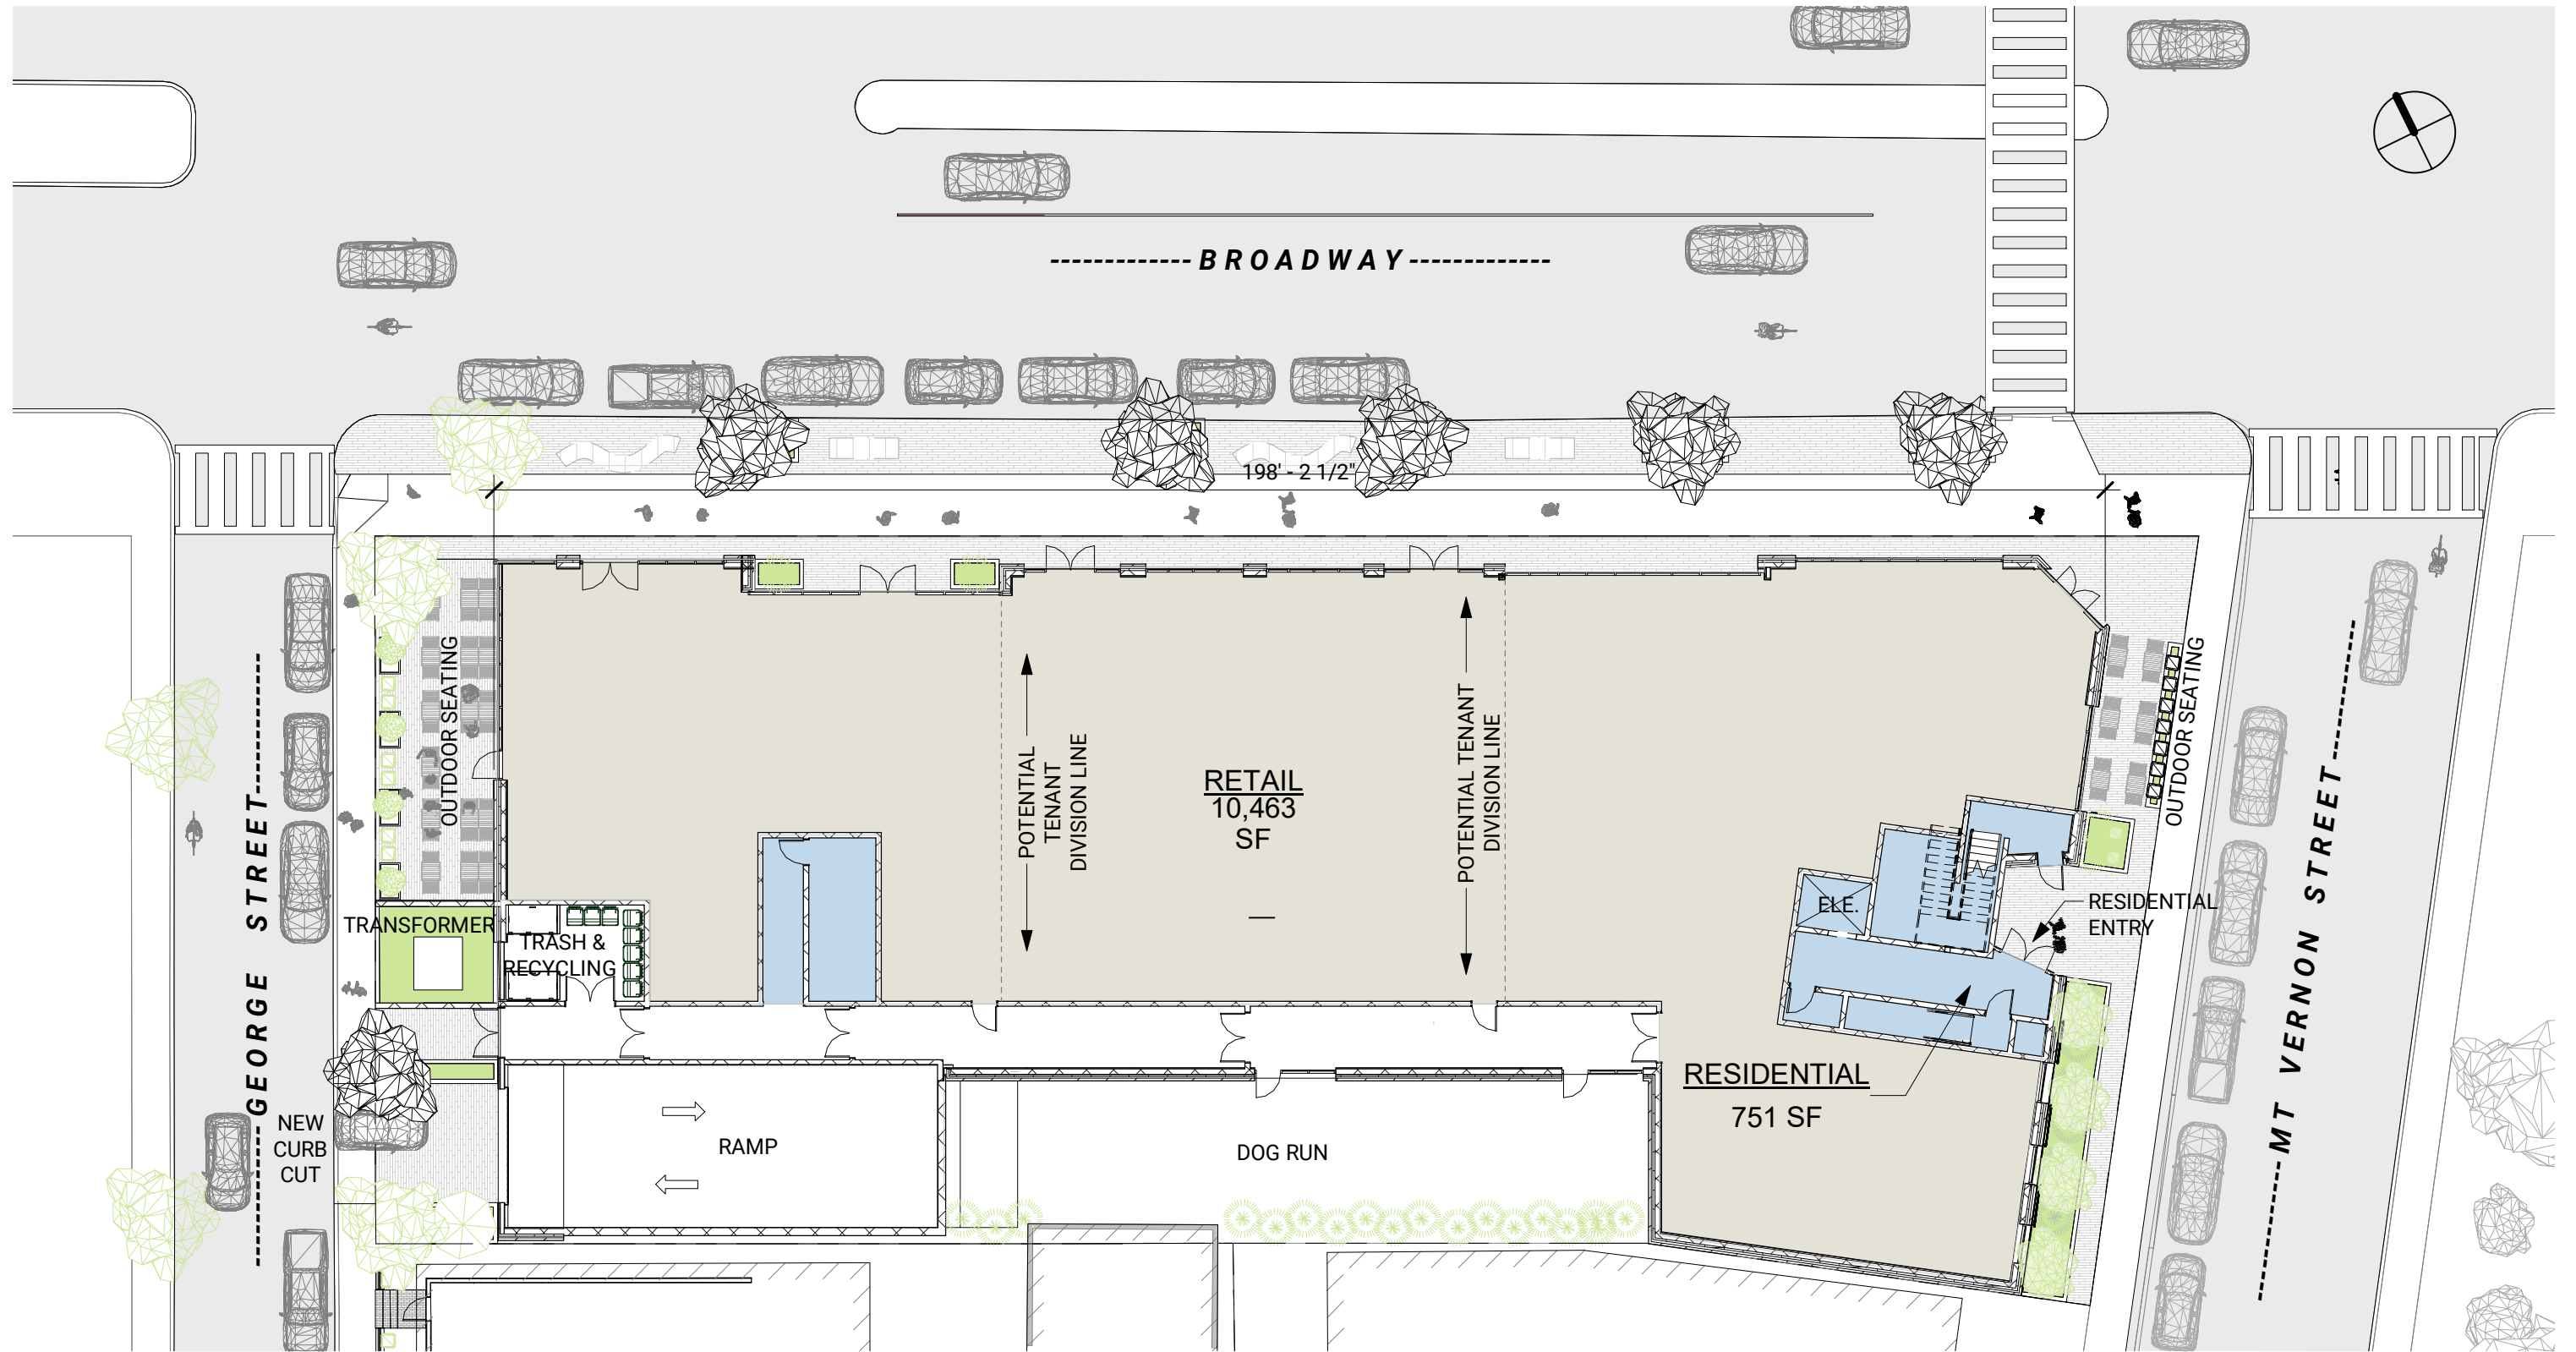 ------------- BROADWAY -------------
198' - 2 1/2"
OUTDOOR SEATING
OUTDOOR SEATING
POTENTIAL
TENANT
DIVISION LINE
POTENTIAL TENANT
DIVISION LINE
RETAIL
10,463
SF
GEORGE STREET
TRANSFORMER
TRASH &
RECYCLING
ELE.
RESIDENTIAL
ENTRY
MT VERNON STREET
RESIDENTIAL
751 SF
NEW
CURB
CUT
RAMP
DOG RUN